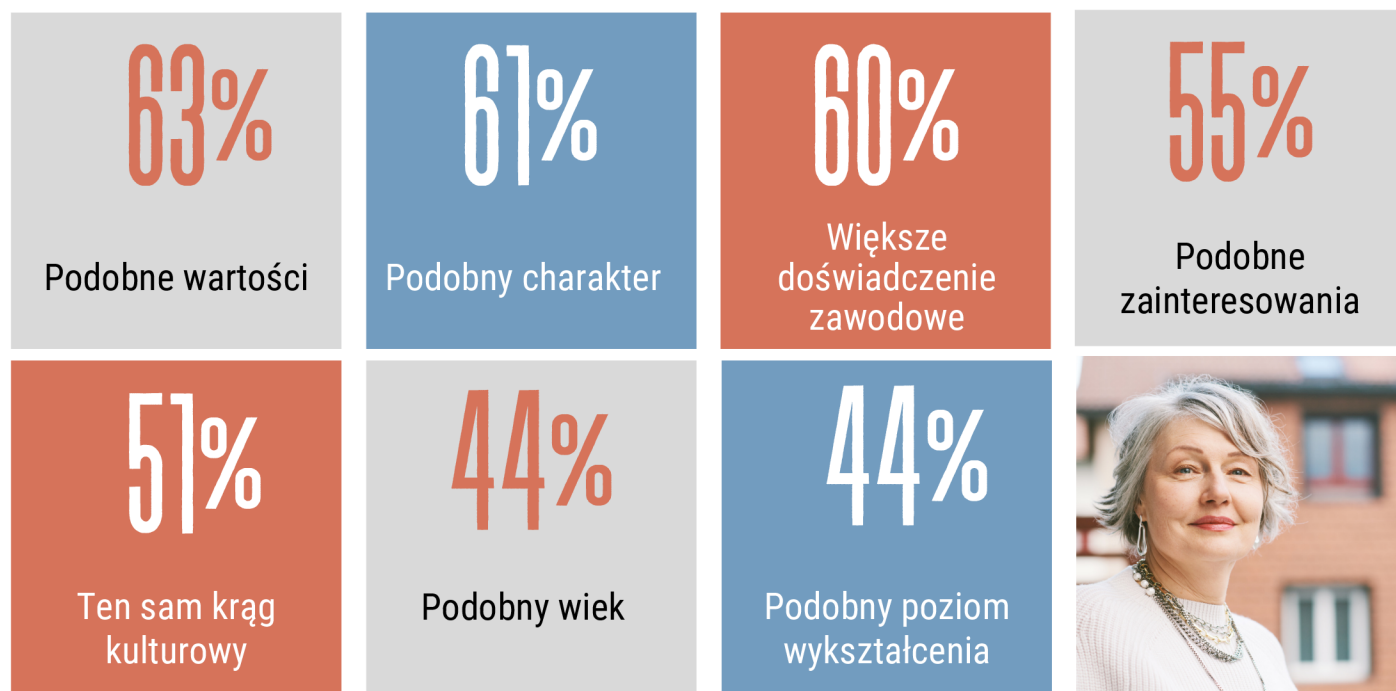 63%
Podobne wartości
61%
Podobny charakter
60%
Większe
doświadczenie
zawodowe
55%
Podobne
zainteresowania
51%
Ten sam krąg
kulturowy
44%
Podobny wiek
44%
Podobny poziom
wykształcenia